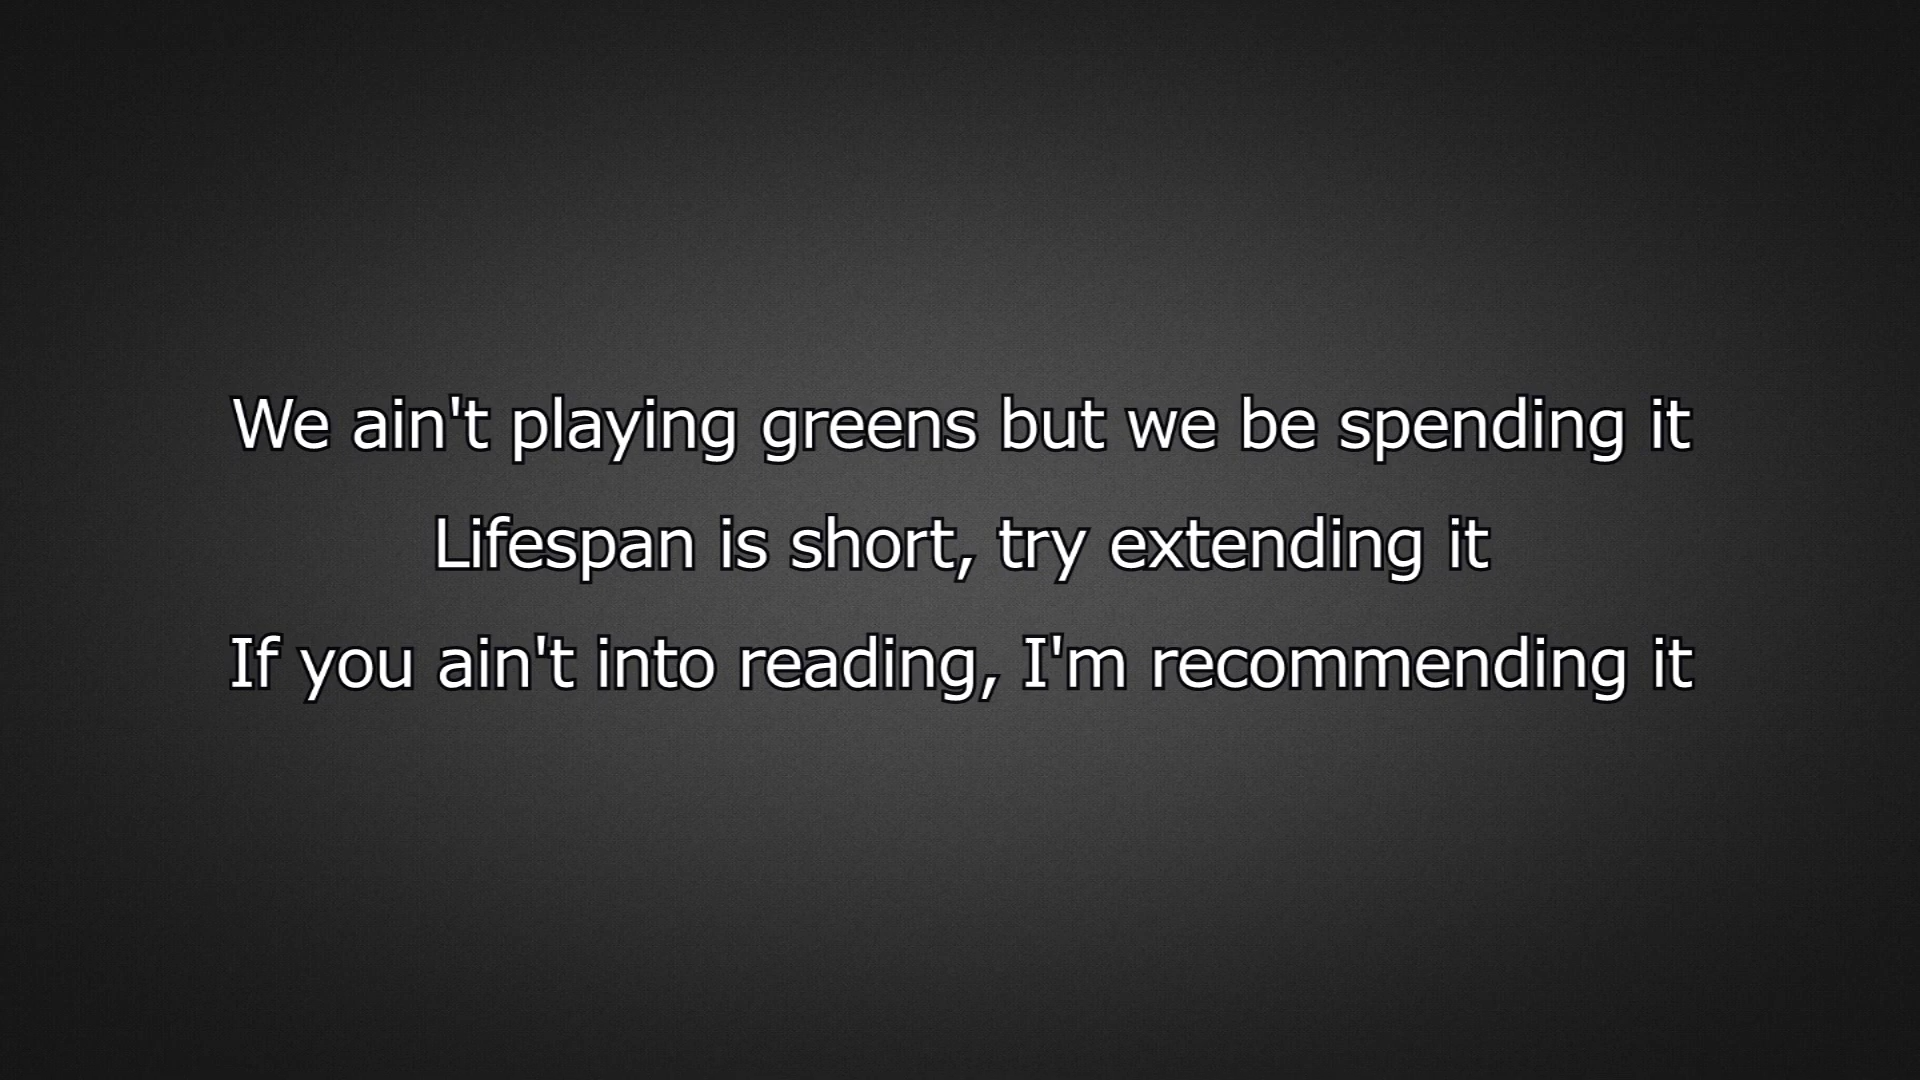 We ain't playing greens but we be spending it
Lifespan is short, try extending it
If you ain't into reading, I'm recommending it